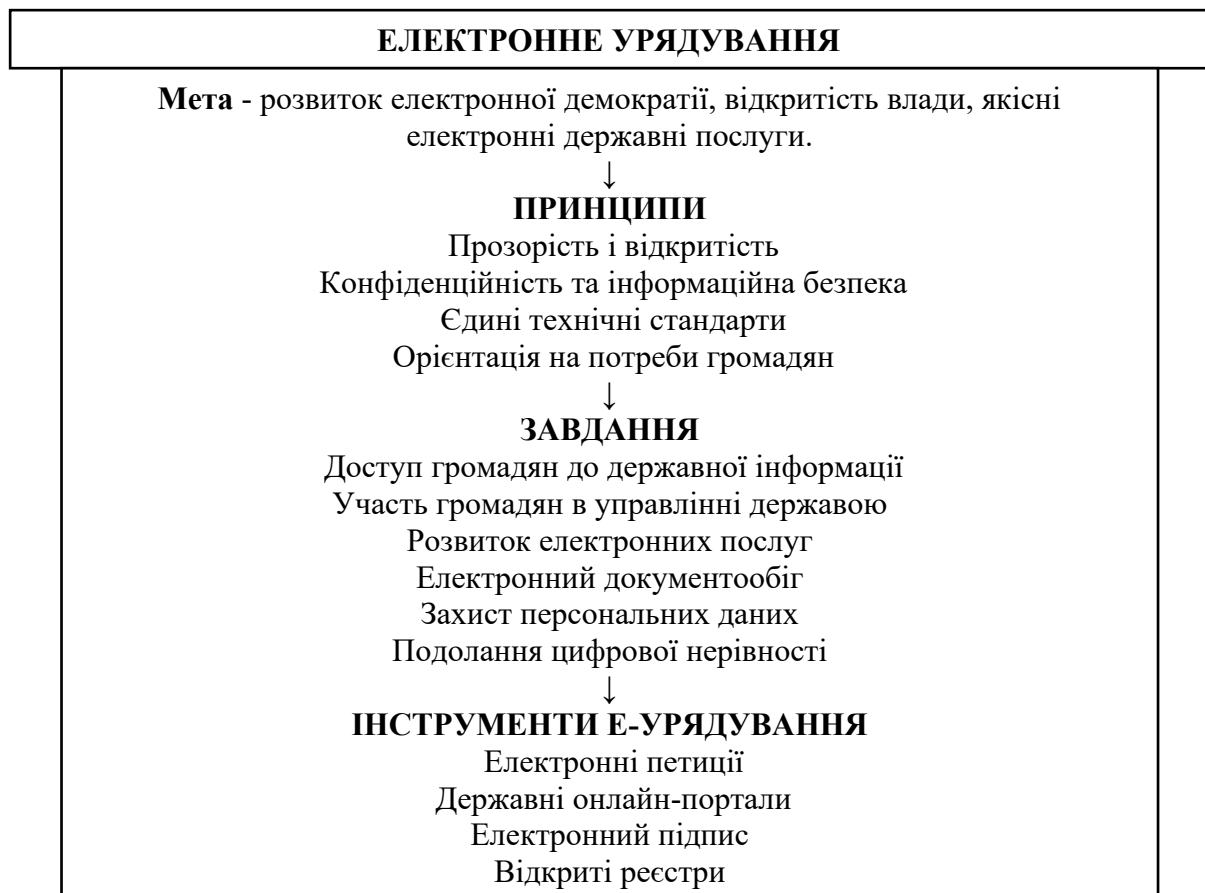 ЕЛЕКТРОННЕ УРЯДУВАННЯ
Мета - розвиток електронної демократії, відкритість влади, якісні
електронні державні послуги.
↓
ПРИНЦИПИ
Прозорість і відкритість
Конфіденційність та інформаційна безпека
Єдині технічні стандарти
Орієнтація на потреби громадян
↓
ЗАВДАННЯ
Доступ громадян до державної інформації
Участь громадян в управлінні державою
Розвиток електронних послуг
Електронний документообіг
Захист персональних даних
Подолання цифрової нерівності
↓
ІНСТРУМЕНТИ Е-УРЯДУВАННЯ
Електронні петиції
Державні онлайн-портали
Електронний підпис
Відкриті реєстри